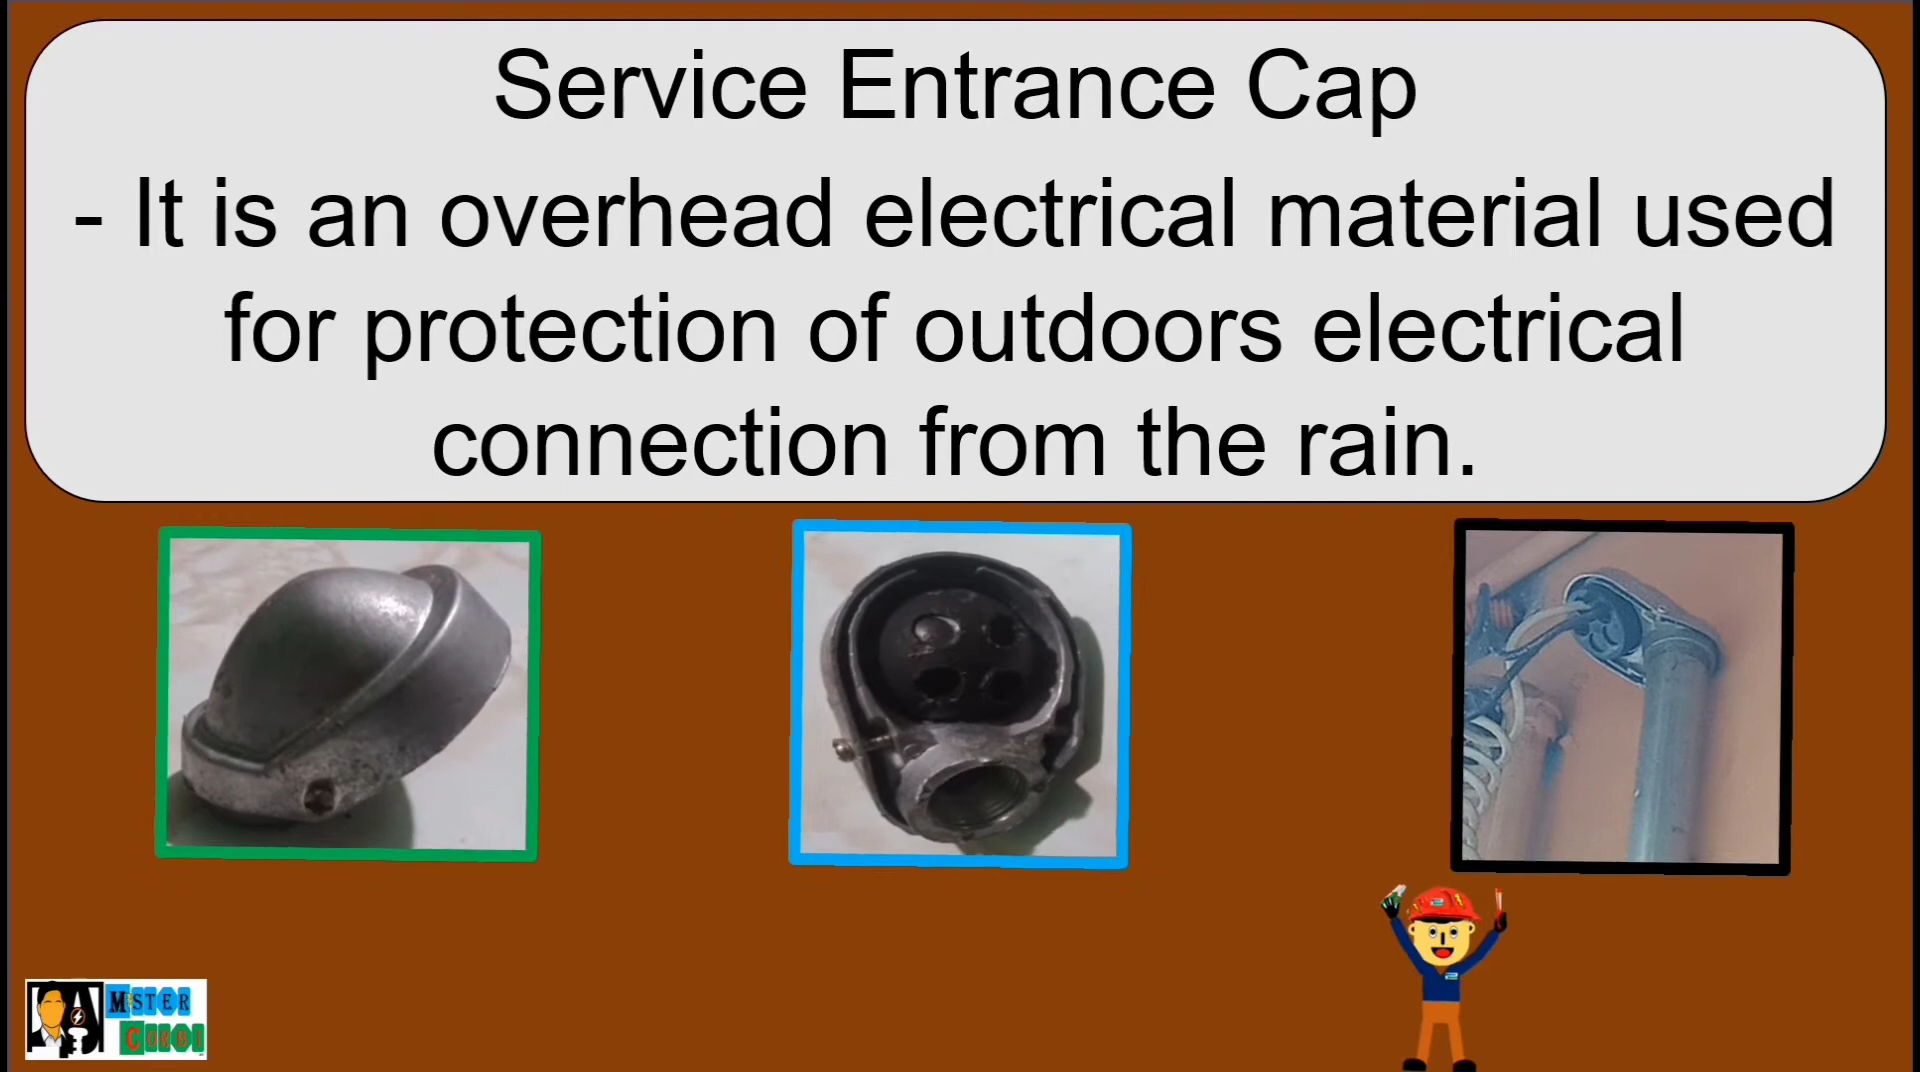 Service Entrance Cap
- It is an overhead electrical material used
for protection of outdoors electrical
connection from the rain.
MISTER